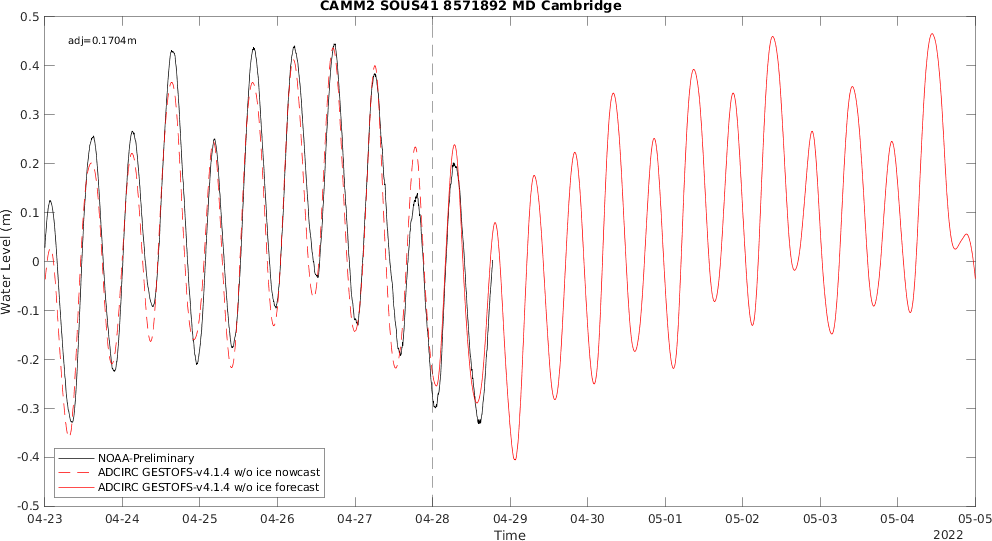 CAMM2 SOUS41 8571892 MD Cambridge
adj=0.1704m
Water Level (m)
0.5
0.4
0.3
0.2
0.1
0
-0.1
-0.2
-0.3
-0.4
-0.5
NOAA-Preliminary
ADCIRC GESTOFS-v4.1.4 w/o ice nowcast
ADCIRC GESTOFS-v4.1.4 w/o ice forecast
04-23 04-24 04-25 04-26 04-27 04-28 04-29 04-30 05-01 05-02 05-03 05-04 05-05
Time
2022